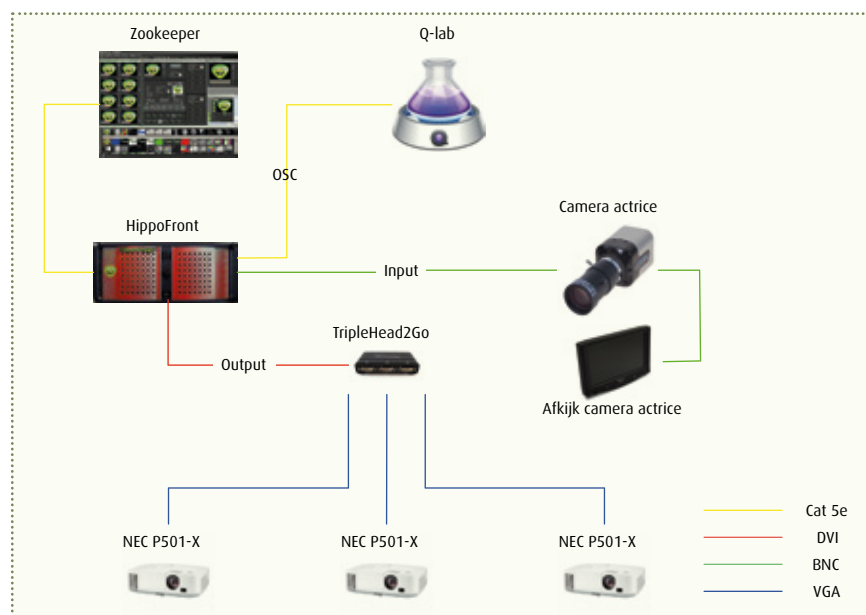 Zookeeper
Q-lab
OSC
HippoFront
Camera actrice
Input
TripleHead2Go
Output
Afkijk camera actrice
NEC P501-X
NEC P501-X
NEC P501-X
Cat 5e
DVI
BNC
VGA